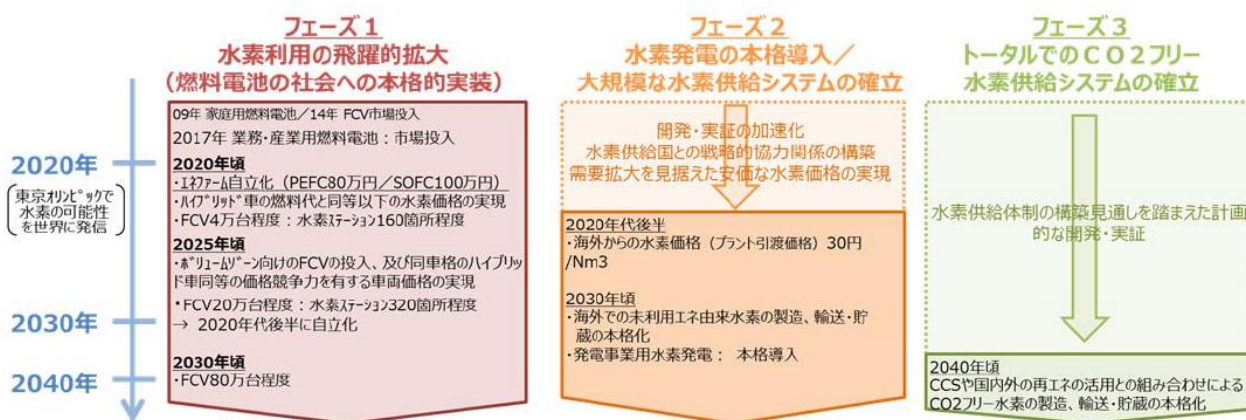 フェーズ１
水素利用の飛躍的拡大
（燃料電池の社会への本格的実装）
09年 家庭用燃料電池／14年 FCV市場投入
2017年 業務・産業用燃料電池：市場投入
2020年頃
・ｴﾈﾌｧｰﾑ自立化（PEFC80万円／SOFC100万円）
・ﾊｲﾌﾞﾘｯﾄﾞ車の燃料代と同等以下の水素価格の実現
・FCV4万台程度：水素ステーション160箇所程度
2025年頃
・ﾎﾞﾘｭｰﾑｿﾞｰﾝ向けのFCVの投入、及び同車格のハイブリッ
ド車同等の価格競争力を有する車両価格の実現
・FCV20万台程度：水素ｽﾃｰｼｮﾝ320箇所程度
→ 2020年代後半に自立化
2030年頃
・FCV80万台程度
2020年
東京ｵﾘﾝﾋﾟｯｸで
水素の可能性
を世界に発信
2030年
2040年
フェーズ２
水素発電の本格導入／
大規模な水素供給システムの確立
開発・実証の加速化
水素供給国との戦略的協力関係の構築
需要拡大を見据えた安価な水素価格の実現
2020年代後半
・海外からの水素価格（プラント引渡価格）30円
/Nm3
2030年頃
・海外での未利用エネ由来水素の製造、輸送・貯
蔵の本格化
・発電事業用水素発電： 本格導入
フェーズ３
トータルでのＣＯ２フリー
水素供給システムの確立
水素供給体制の構築見通しを踏まえた計画
的な開発・実証
2040年頃
CCSや国内外の再エネの活用との組み合わせによる
CO2フリー水素の製造、輸送・貯蔵の本格化